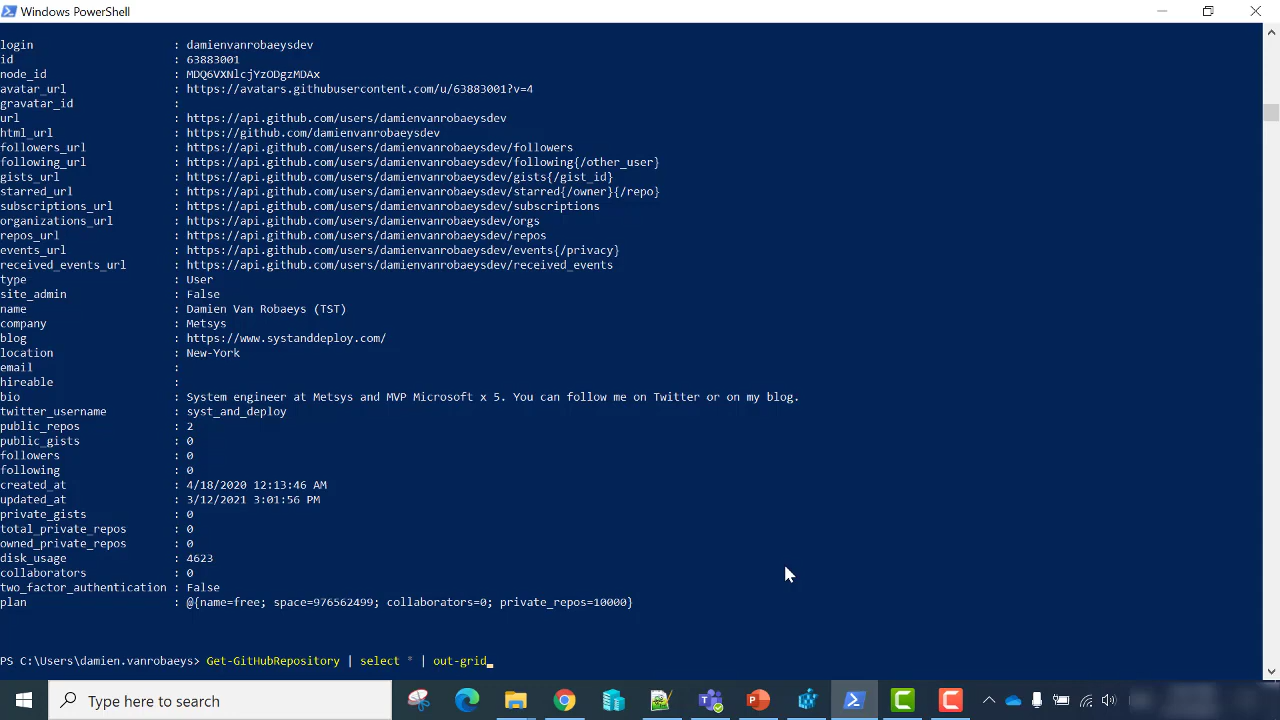 Windows PowerShell
login : damienvanrobaeysdev
id : 63883001
node_id : MDQ6VXNlcjYzODgzMDAx
avatar_url : https://avatars.githubusercontent.com/u/63883001?v=4
gravatar_id :
url : https://api.github.com/users/damienvanrobaeysdev
html_url : https://github.com/damienvanrobaeysdev
followers_url : https://api.github.com/users/damienvanrobaeysdev/followers
following_url : https://api.github.com/users/damienvanrobaeysdev/following{/other_user}
gists_url : https://api.github.com/users/damienvanrobaeysdev/gists{/gist_id}
starred_url : https://api.github.com/users/damienvanrobaeysdev/starred{/owner}{/repo}
subscriptions_url : https://api.github.com/users/damienvanrobaeysdev/subscriptions
organizations_url : https://api.github.com/users/damienvanrobaeysdev/orgs
repos_url : https://api.github.com/users/damienvanrobaeysdev/repos
events_url : https://api.github.com/users/damienvanrobaeysdev/events{/privacy}
received_events_url : https://api.github.com/users/damienvanrobaeysdev/received_events
type : User
site_admin : False
name : Damien Van Robaeys (TST)
company : Metsys
blog : https://www.systanddeploy.com/
location : New-York
email :
hireable :
bio : System engineer at Metsys and MVP Microsoft x 5. You can follow me on Twitter or on my blog.
twitter_username : syst_and_deploy
public_repos : 2
public_gists : 0
followers : 0
following : 0
created_at : 4/18/2020 12:13:46 AM
updated_at : 3/12/2021 3:01:56 PM
private_gists : 0
total_private_repos : 0
owned_private_repos : 0
disk_usage : 4623
collaborators : 0
two_factor_authentication : False
plan : @{name=free; space=976562499; collaborators=0; private_repos=10000}
PS C:\Users\damien.vanrobaeys> Get-GitHubRepository | select * | out-grid_
Type here to search